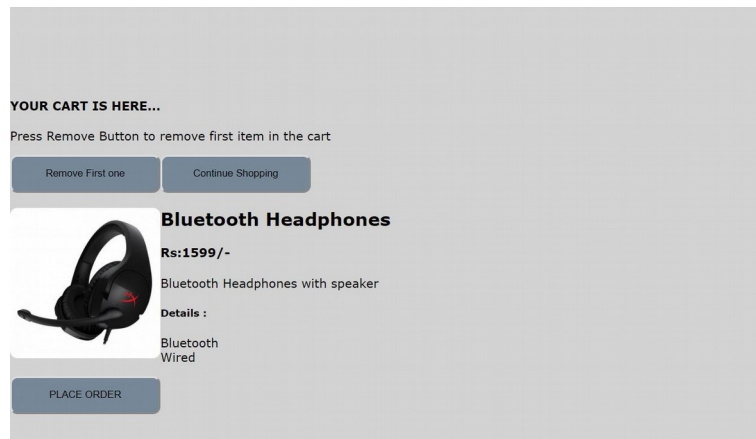 YOUR CART IS HERE...
Press Remove Button to remove first item in the cart
Remove First one
Continue Shopping
Bluetooth Headphones
Rs:1599/-
Bluetooth Headphones with speaker
Details :
Bluetooth
Wired
PLACE ORDER